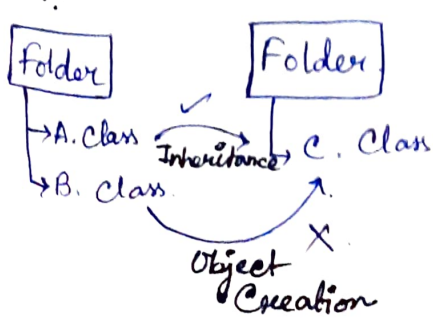 Folder
Folder
A. Class
Inheritance
C. Class
B. Class
Object
Creation